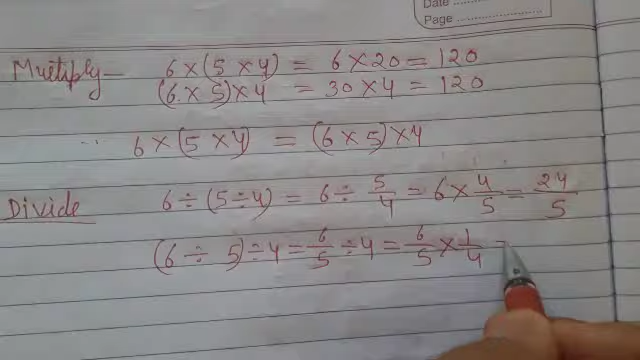 Date
Page
Multiply - 6 × (5 × 4) = 6 × 20 = 120
(6 × 5) × 4 = 30 × 4 = 120
∵ 6 × (5 × 4) = (6 × 5) × 4
Divide 6 ÷ (5 ÷ 4) = 6 ÷ 5/4 = 6 × 4/5 = 24/5
(6 ÷ 5) ÷ 4 = 6/5 ÷ 4 = 6/5 × 1/4 =